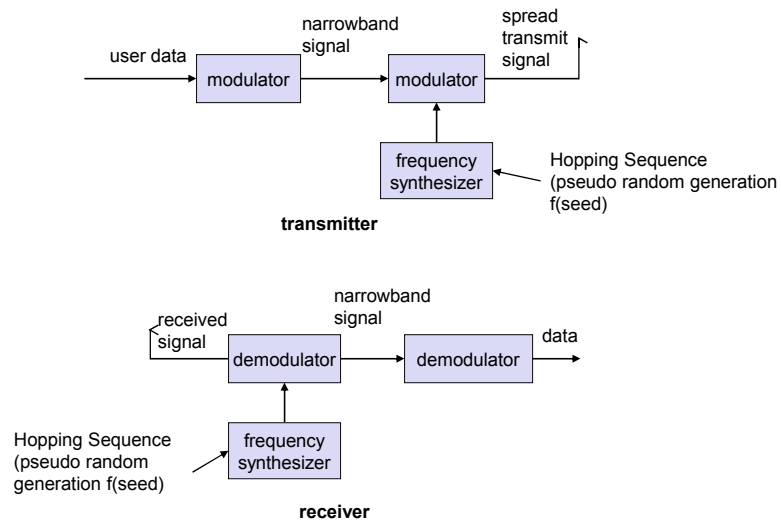 user data
modulator
narrowband
signal
modulator
spread
transmit
signal
frequency
synthesizer
Hopping Sequence
(pseudo random generation
f(seed)
transmitter
received
signal
demodulator
narrowband
signal
demodulator
data
Hopping Sequence
(pseudo random
generation f(seed)
frequency
synthesizer
receiver